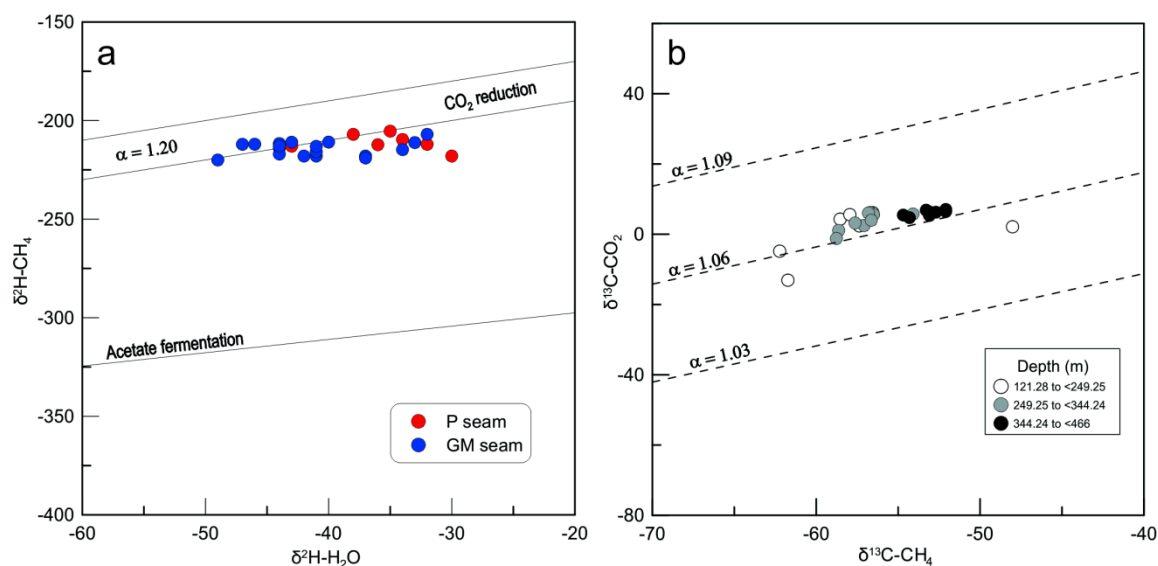 a
-150
-200
-250
-300
-350
-400
δ²H-CH₄
-60
-50
-40
-30
-20
δ²H-H₂O
CO₂ reduction
α = 1.20
Acetate fermentation
P seam
GM seam
b
40
0
-40
-80
δ¹³C-CO₂
-70
-60
-50
-40
δ¹³C-CH₄
α = 1.09
α = 1.06
α = 1.03
Depth (m)
121.28 to <249.25
249.25 to <344.24
344.24 to <466